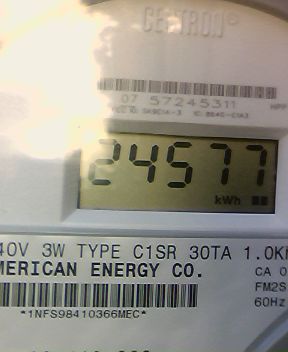 CENTRON®
07 57245311
24577
kWh
40V 3W TYPE C1SR 30TA 1.0K
MERICAN ENERGY CO.
CA 0
FM2S
60Hz
*1NFS98410366MEC*